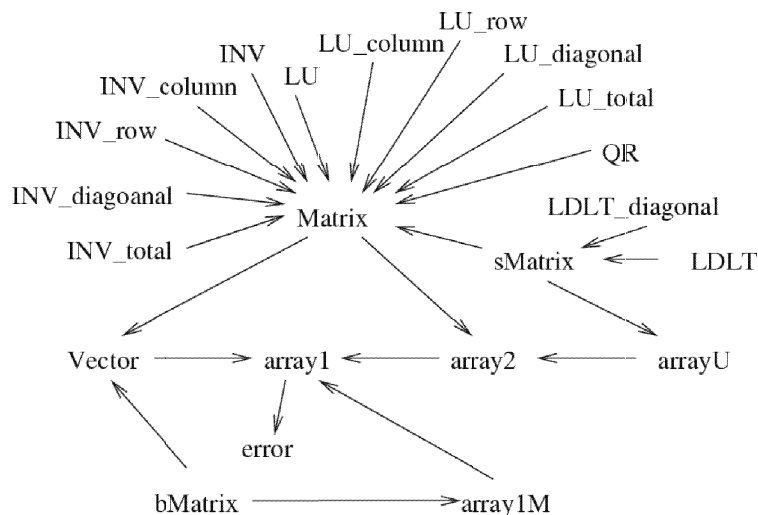 LU_row
LU_column
INV
LU_diagonal
LU
INV_column
LU_total
INV_row
QR
INV_diagoanal
LDLT_diagonal
Matrix
INV_total
sMatrix
LDLT
Vector
array1
array2
arrayU
error
bMatrix
array1M